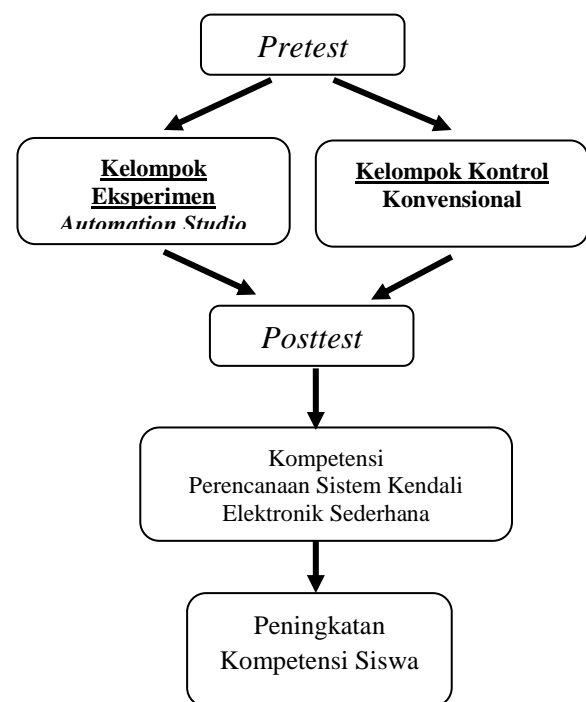 Pretest
Kelompok
Eksperimen
Automation Studio
Kelompok Kontrol
Konvensional
Posttest
Kompetensi
Perencanaan Sistem Kendali
Elektronik Sederhana
Peningkatan
Kompetensi Siswa